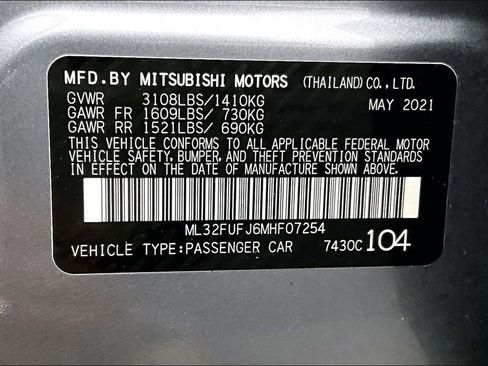 MFD.BY MITSUBISHI MOTORS (THAILAND) CO., LTD.
GVWR 3108LBS/1410KG MAY 2021
GAWR FR 1609LBS/ 730KG
GAWR RR 1521LBS/ 690KG
THIS VEHICLE CONFORMS TO ALL APPLICABLE FEDERAL MOTOR
VEHICLE SAFETY, BUMPER, AND THEFT PREVENTION STANDARDS
IN EFFECT ON THE DATE OF MANUFACTURE SHOWN ABOVE.
ML32FUFJ6MHF07254
VEHICLE TYPE:PASSENGER CAR 7430C 104